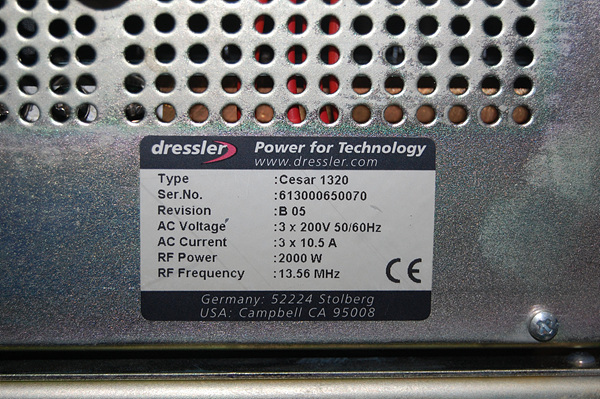 dressler Power for Technology
www.dressler.com
Type :Cesar 1320
Ser.No. :613000650070
Revision :B 05
AC Voltage :3 x 200V 50/60Hz
AC Current :3 x 10.5 A
RF Power :2000 W
RF Frequency :13.56 MHz
CE
Germany: 52224 Stolberg
USA: Campbell CA 95008